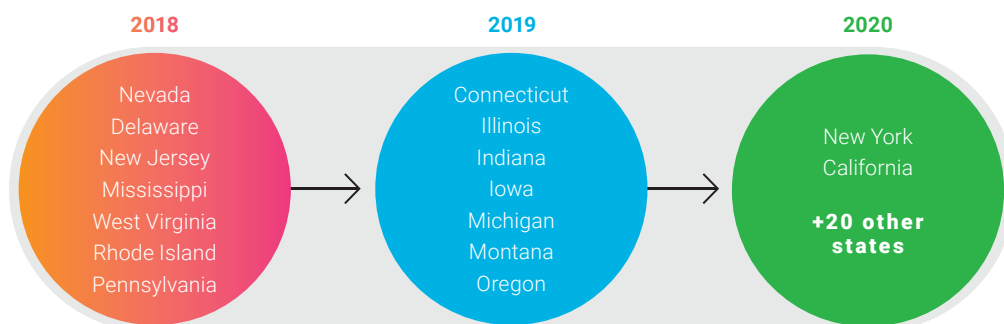 2018
Nevada
Delaware
New Jersey
Mississippi
West Virginia
Rhode Island
Pennsylvania
2019
Connecticut
Illinois
Indiana
Iowa
Michigan
Montana
Oregon
2020
New York
California
+20 other
states